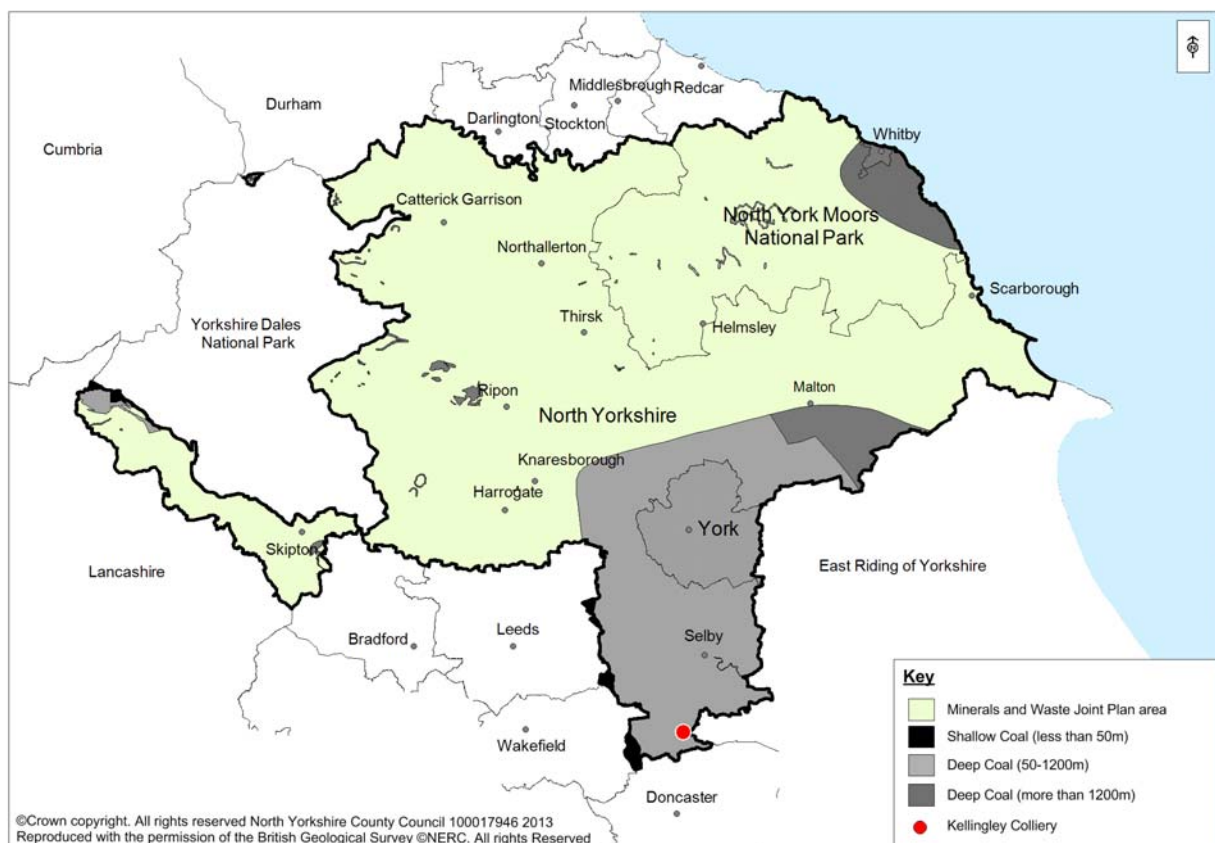 N
Durham
Middlesbrough
Redcar
Darlington
Stockton
Cumbria
Whitby
Catterick Garrison
North York Moors
National Park
Northallerton
Scarborough
Yorkshire Dales
National Park
Thirsk
Helmsley
Malton
Ripon
North Yorkshire
Knaresborough
Harrogate
York
Skipton
Lancashire
East Riding of Yorkshire
Bradford
Leeds
Selby
Wakefield
Doncaster
Key
Minerals and Waste Joint Plan area
Shallow Coal (less than 50m)
Deep Coal (50-1200m)
Deep Coal (more than 1200m)
Kellingley Colliery
©Crown copyright. All rights reserved North Yorkshire County Council 100017946 2013
Reproduced with the permission of the British Geological Survey ©NERC. All rights Reserved